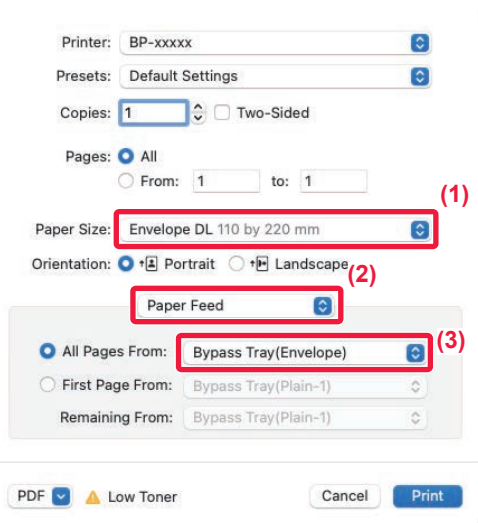 Printer: BP-xxxxx
Presets: Default Settings
Copies: 1 Two-Sided
Pages: All
From: 1 to: 1
(1)
Paper Size: Envelope DL 110 by 220 mm
Orientation: Portrait Landscape
(2)
Paper Feed
(3)
All Pages From: Bypass Tray(Envelope)
First Page From: Bypass Tray(Plain-1)
Remaining From: Bypass Tray(Plain-1)
PDF Low Toner Cancel Print